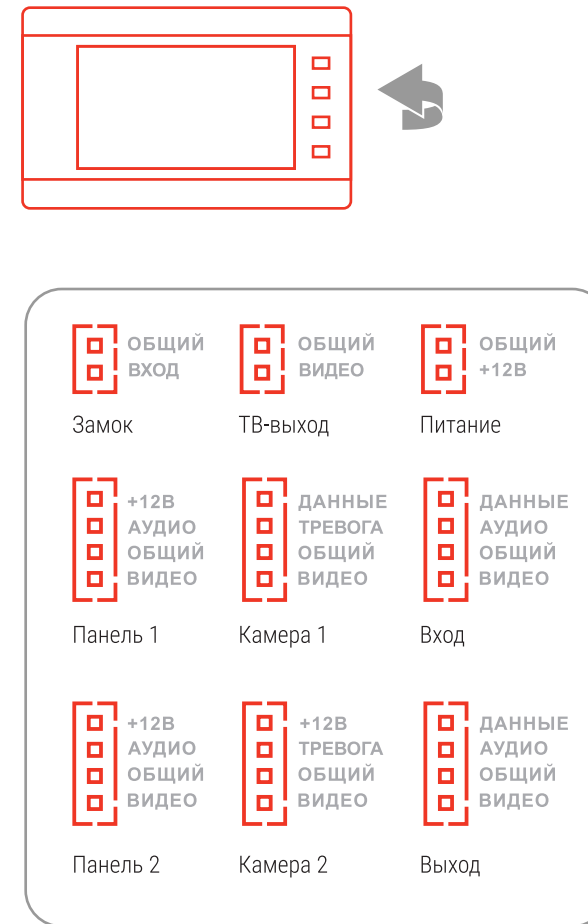 ОБЩИЙ
ВХОД
Замок
ОБЩИЙ
ВИДЕО
ТВ-выход
ОБЩИЙ
+12В
Питание
+12В
АУДИО
ОБЩИЙ
ВИДЕО
Панель 1
ДАННЫЕ
ТРЕВОГА
ОБЩИЙ
ВИДЕО
Камера 1
ДАННЫЕ
АУДИО
ОБЩИЙ
ВИДЕО
Вход
+12В
АУДИО
ОБЩИЙ
ВИДЕО
Панель 2
+12В
ТРЕВОГА
ОБЩИЙ
ВИДЕО
Камера 2
ДАННЫЕ
АУДИО
ОБЩИЙ
ВИДЕО
Выход